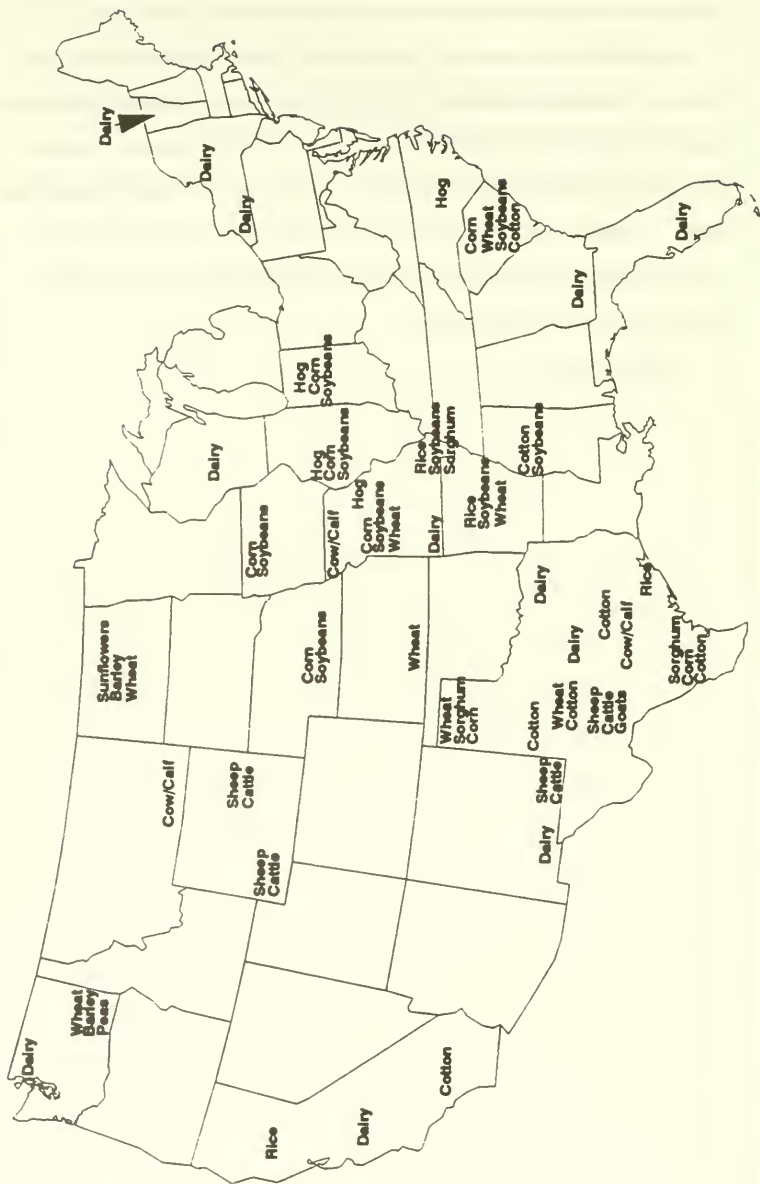 Dairy
Wheat
Barley
Peas
Rice
Dairy
Cotton
Cow/Calf
Sheep
Cattle
Sheep
Cattle
Sunflowers
Barley
Wheat
Corn
Soybeans
Wheat
Wheat
Sorghum
Corn
Dairy
Sheep
Cattle
Cotton
Wheat
Cotton
Sheep
Cattle
Goats
Dairy
Dairy
Cotton
Cow/Calf
Rice
Sorghum
Corn
Cotton
Corn
Soybeans
Cow/Calf
Hog
Corn
Soybeans
Wheat
Dairy
Rice
Soybeans
Wheat
Rice
Soybeans
Sorghum
Cotton
Soybeans
Dairy
Hog
Corn
Soybeans
Hog
Corn
Soybeans
Dairy
Dairy
Dairy
Hog
Corn
Wheat
Soybeans
Cotton
Dairy
Dairy